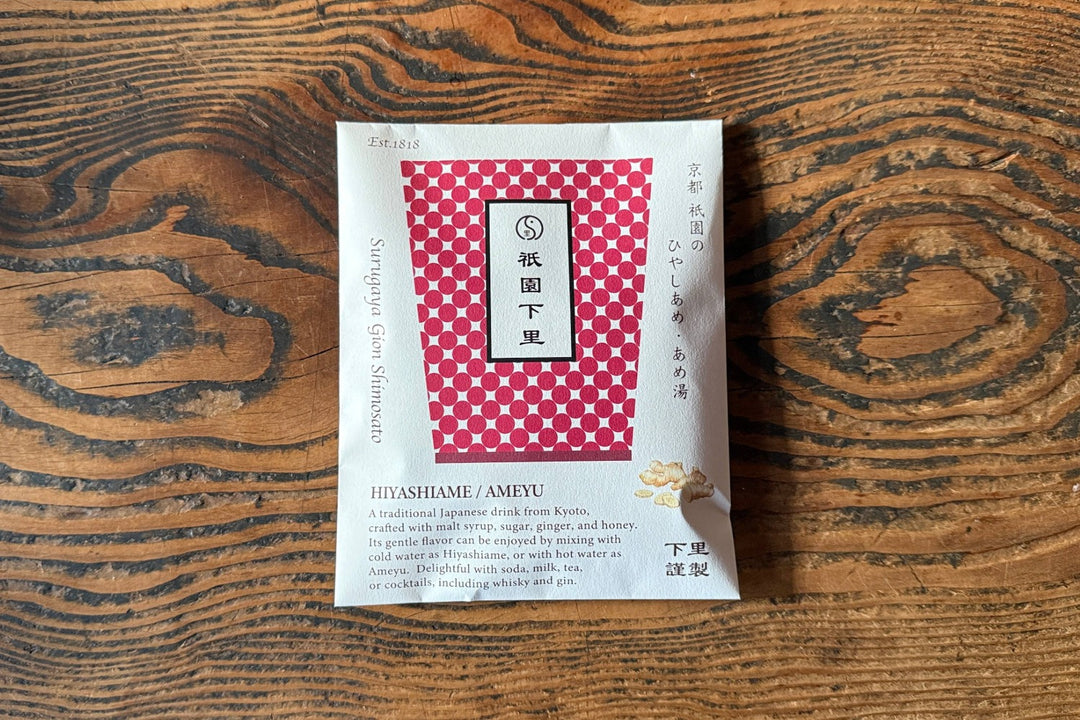 Est.1818
京都 祇園の
ひやしあめ・あめ湯
祇園下里
Surugaya Gion Shimosato
HIYASHIAME / AMEYU
A traditional Japanese drink from Kyoto,
crafted with malt syrup, sugar, ginger, and honey.
Its gentle flavor can be enjoyed by mixing with
cold water as Hiyashiame, or with hot water as
Ameyu. Delightful with soda, milk, tea,
or cocktails, including whisky and gin.
下里
謹製